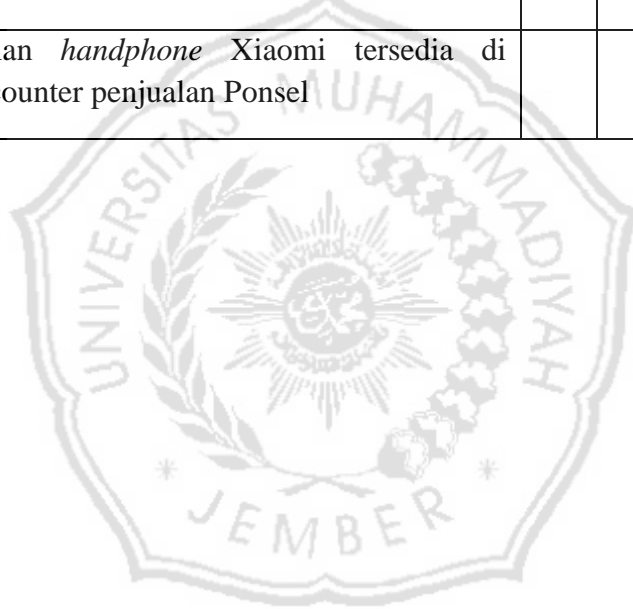 an handphone Xiaomi tersedia di
ounter penjualan Ponsel
UNIVERSITAS MUHAMMADIYAH
JEMBER